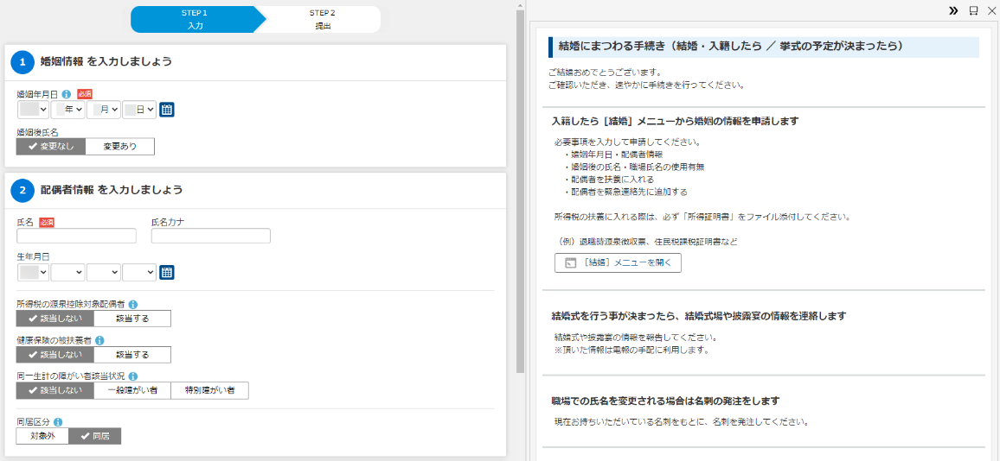 STEP 1
入力
STEP 2
提出
1 婚姻情報 を入力しましょう
婚姻年月日 必須
年 月 日
婚姻後氏名
変更なし 変更あり
2 配偶者情報 を入力しましょう
氏名 必須 氏名カナ
生年月日
所得税の源泉控除対象配偶者
該当しない 該当する
健康保険の被扶養者
該当しない 該当する
同一生計の障がい者該当状況
該当しない 一般障がい者 特別障がい者
同居区分
対象外 同居
結婚にまつわる手続き（結婚・入籍したら ／ 挙式の予定が決まったら）
ご結婚おめでとうございます。
ご確認いただき、速やかに手続きを行ってください。
入籍したら［結婚］メニューから婚姻の情報を申請します
必要事項を入力して申請してください。
・婚姻年月日・配偶者情報
・婚姻後の氏名・職場氏名の使用有無
・配偶者を扶養に入れる
・配偶者を緊急連絡先に追加する
所得税の扶養に入れる際は、必ず「所得証明書」をファイル添付してください。
（例）退職時源泉徴収票、住民税課税証明書など
［結婚］メニューを開く
結婚式を行う事が決まったら、結婚式場や披露宴の情報を連絡します
結婚式や披露宴の情報を報告してください。
※頂いた情報は電報の手配に利用します。
職場での氏名を変更される場合は名刺の発注をします
現在お持ちいただいている名刺をもとに、名刺を発注してください。